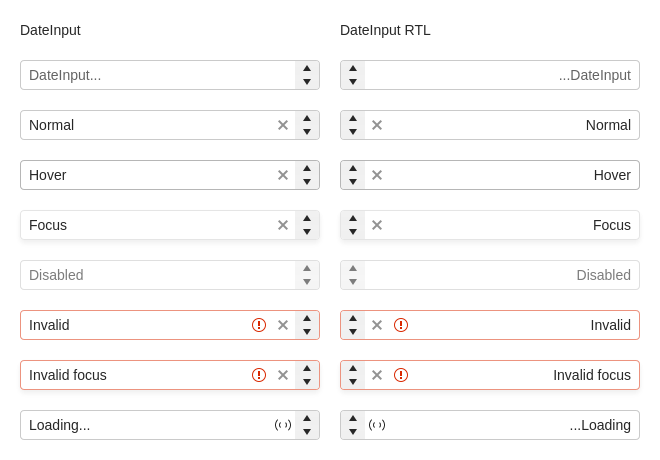 DateInput
DateInput RTL
DateInput...
...DateInput
Normal
Normal
Hover
Hover
Focus
Focus
Disabled
Disabled
Invalid
Invalid
Invalid focus
Invalid focus
Loading...
...Loading